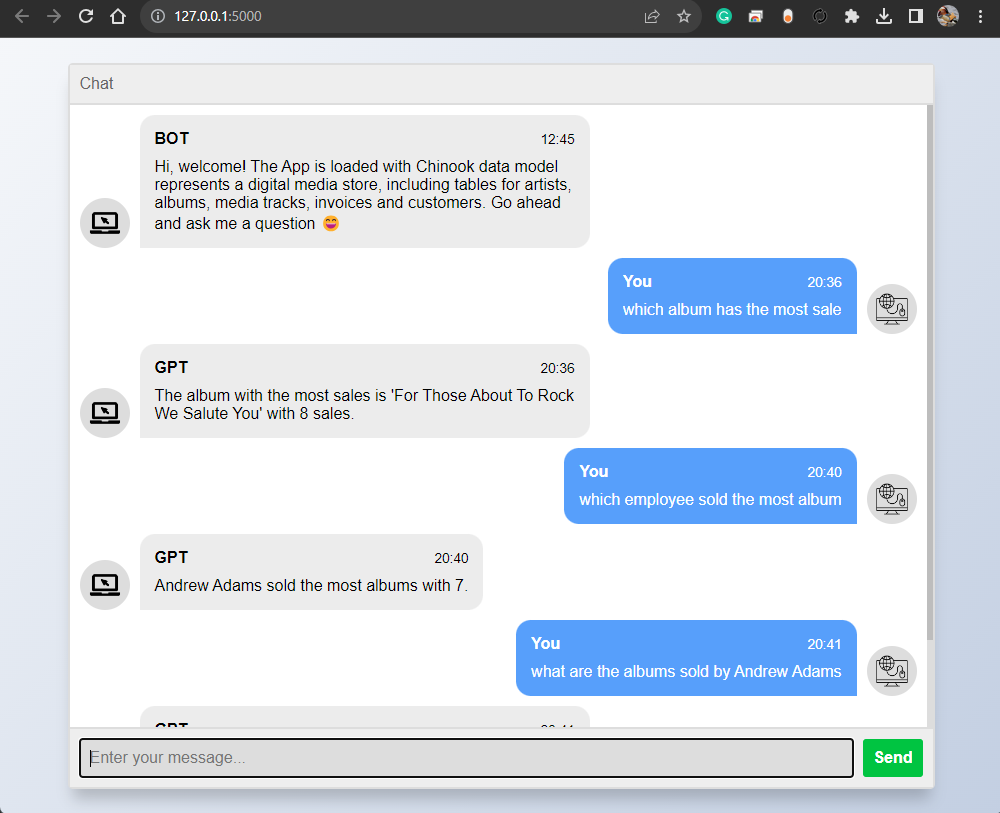 127.0.0.1:5000
Chat
BOT 12:45
Hi, welcome! The App is loaded with Chinook data model
represents a digital media store, including tables for artists,
albums, media tracks, invoices and customers. Go ahead
and ask me a question 😄
You 20:36
which album has the most sale
GPT 20:36
The album with the most sales is 'For Those About To Rock
We Salute You' with 8 sales.
You 20:40
which employee sold the most album
GPT 20:40
Andrew Adams sold the most albums with 7.
You 20:41
what are the albums sold by Andrew Adams
GPT 20:41
Enter your message...
Send